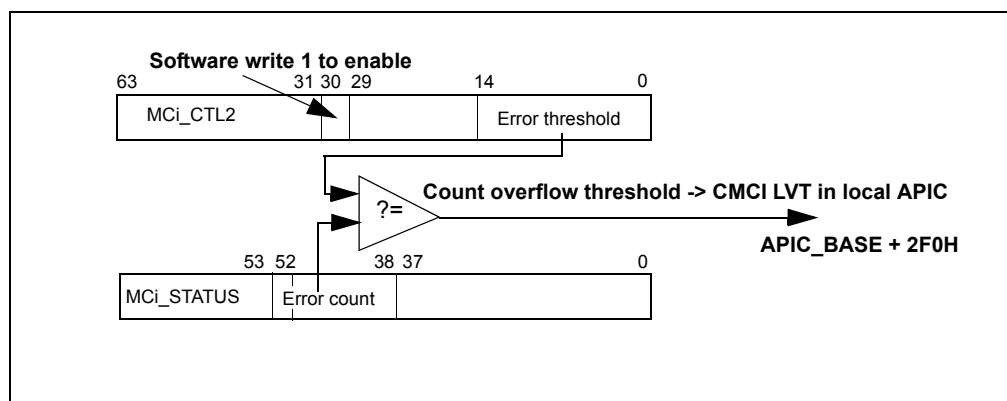 Software write 1 to enable
63 31 30 29 14 0
MCi_CTL2 Error threshold
?= Count overflow threshold -> CMCI LVT in local APIC
APIC_BASE + 2F0H
53 52 38 37 0
MCi_STATUS Error count